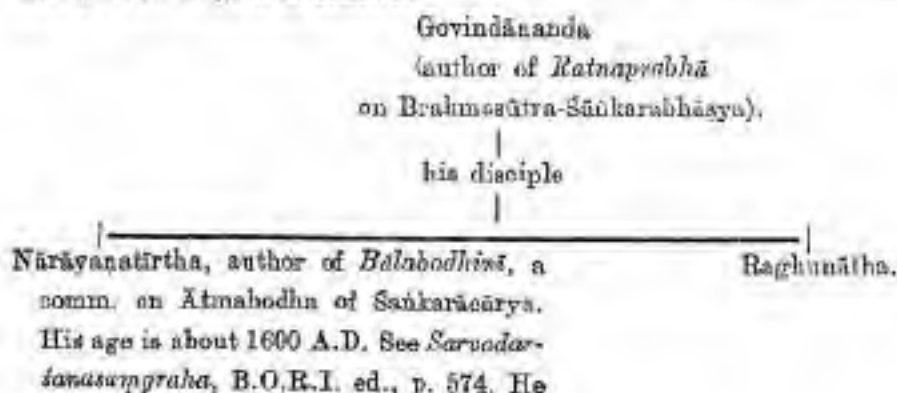 Govindānanda
(author of Ratnaprabhā
on Brahmasūtra-Śāṅkarabhāṣya).
his disciple
Nārāyaṇatīrtha, author of Bālabodhinī, a
comm. on Ātmabodha of Śaṅkarācārya.
Raghunātha.
His age is about 1600 A.D. See Sarvadar-
śanasaṃgraha, B.O.R.I. ed., p. 574. He